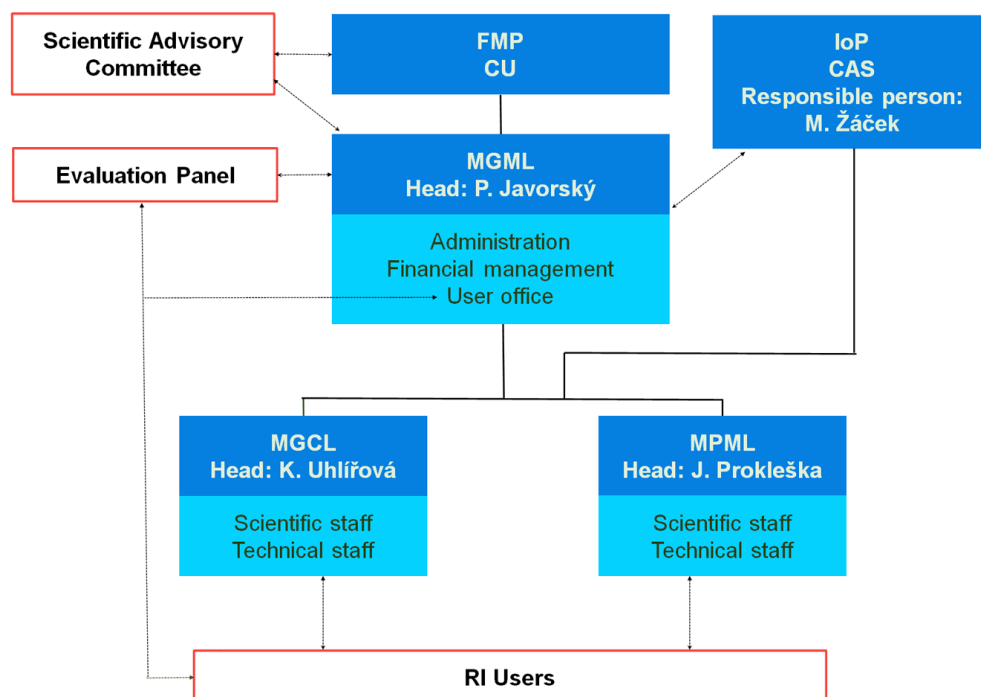 Scientific Advisory
Committee
FMP
CU
IoP
CAS
Responsible person:
M. Žáček
Evaluation Panel
MGML
Head: P. Javorský
Administration
Financial management
User office
MGCL
Head: K. Uhlířová
Scientific staff
Technical staff
MPML
Head: J. Prokleška
Scientific staff
Technical staff
RI Users